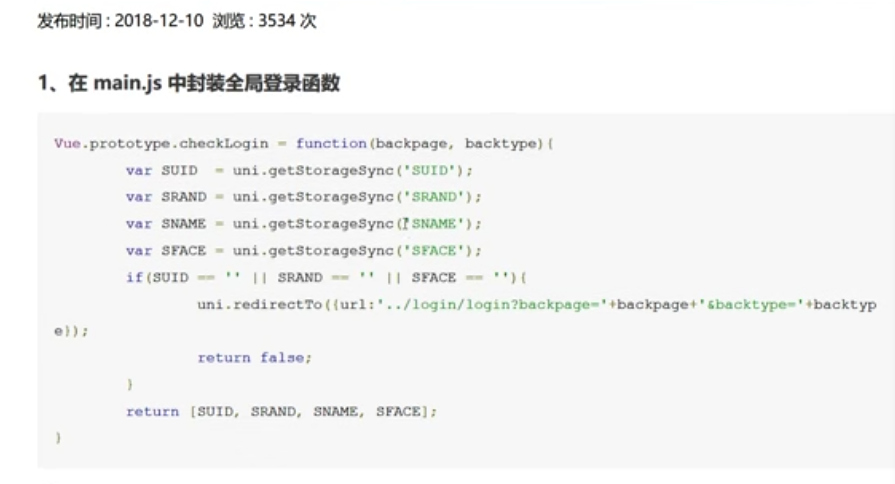 发布时间 : 2018-12-10 浏览 : 3534 次
1、在 main.js 中封装全局登录函数
Vue.prototype.checkLogin = function(backpage, backtype){
var SUID = uni.getStorageSync('SUID');
var SRAND = uni.getStorageSync('SRAND');
var SNAME = uni.getStorageSync('SNAME');
var SFACE = uni.getStorageSync('SFACE');
if(SUID == '' || SRAND == '' || SFACE == ''){
uni.redirectTo({url:'../login/login?backpage='+backpage+'&backtype='+backtyp
e});
return false;
}
return [SUID, SRAND, SNAME, SFACE];
}